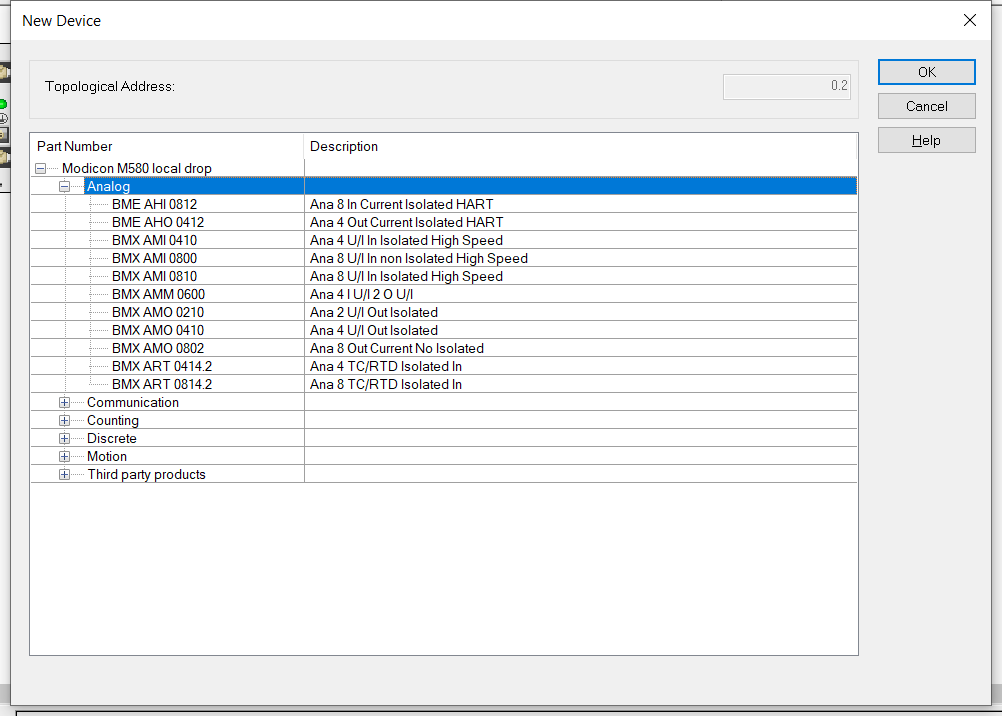 New Device
Topological Address:
0.2
OK
Cancel
Help
Part Number Description
Modicon M580 local drop
Analog
BME AHI 0812 Ana 8 In Current Isolated HART
BME AHO 0412 Ana 4 Out Current Isolated HART
BMX AMI 0410 Ana 4 U/I In Isolated High Speed
BMX AMI 0800 Ana 8 U/I In non Isolated High Speed
BMX AMI 0810 Ana 8 U/I In Isolated High Speed
BMX AMM 0600 Ana 4 I U/I 2 O U/I
BMX AMO 0210 Ana 2 U/I Out Isolated
BMX AMO 0410 Ana 4 U/I Out Isolated
BMX AMO 0802 Ana 8 Out Current No Isolated
BMX ART 0414.2 Ana 4 TC/RTD Isolated In
BMX ART 0814.2 Ana 8 TC/RTD Isolated In
Communication
Counting
Discrete
Motion
Third party products